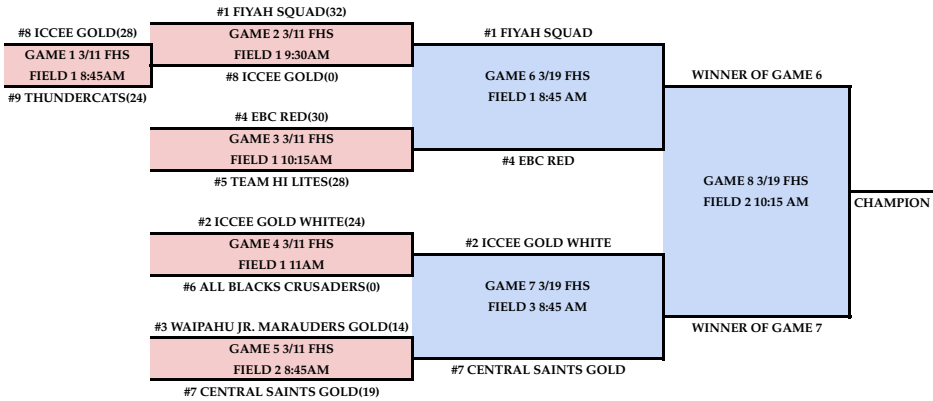 #8 ICCEE GOLD(28)
GAME 1 3/11 FHS
FIELD 1 8:45AM
#9 THUNDERCATS(24)
#1 FIYAH SQUAD(32)
GAME 2 3/11 FHS
FIELD 1 9:30AM
#8 ICCEE GOLD(0)
#4 EBC RED(30)
GAME 3 3/11 FHS
FIELD 1 10:15AM
#5 TEAM HI LITES(28)
#2 ICCEE GOLD WHITE(24)
GAME 4 3/11 FHS
FIELD 1 11AM
#6 ALL BLACKS CRUSADERS(0)
#3 WAIPAHU JR. MARAUDERS GOLD(14)
GAME 5 3/11 FHS
FIELD 2 8:45AM
#7 CENTRAL SAINTS GOLD(19)
#1 FIYAH SQUAD
GAME 6 3/19 FHS
FIELD 1 8:45 AM
#4 EBC RED
#2 ICCEE GOLD WHITE
GAME 7 3/19 FHS
FIELD 3 8:45 AM
#7 CENTRAL SAINTS GOLD
WINNER OF GAME 6
GAME 8 3/19 FHS
FIELD 2 10:15 AM
WINNER OF GAME 7
CHAMPION